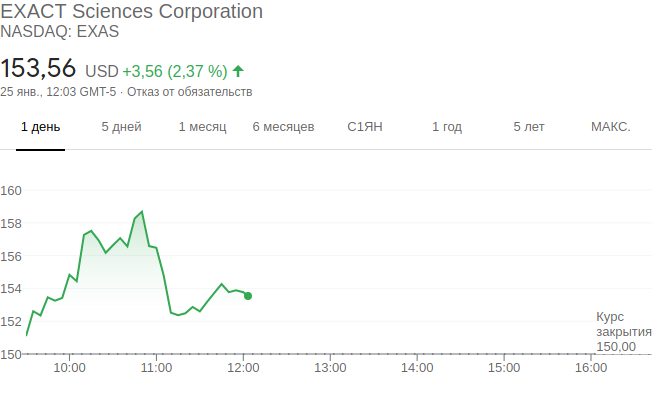 EXACT Sciences Corporation
NASDAQ: EXAS
153,56 USD +3,56 (2,37 %)
25 янв., 12:03 GMT-5 · Отказ от обязательств
1 день 5 дней 1 месяц 6 месяцев С1ЯН 1 год 5 лет МАКС.
160
158
156
154
152
150
Курс
закрытия
150,00
10:00 11:00 12:00 13:00 14:00 15:00 16:00